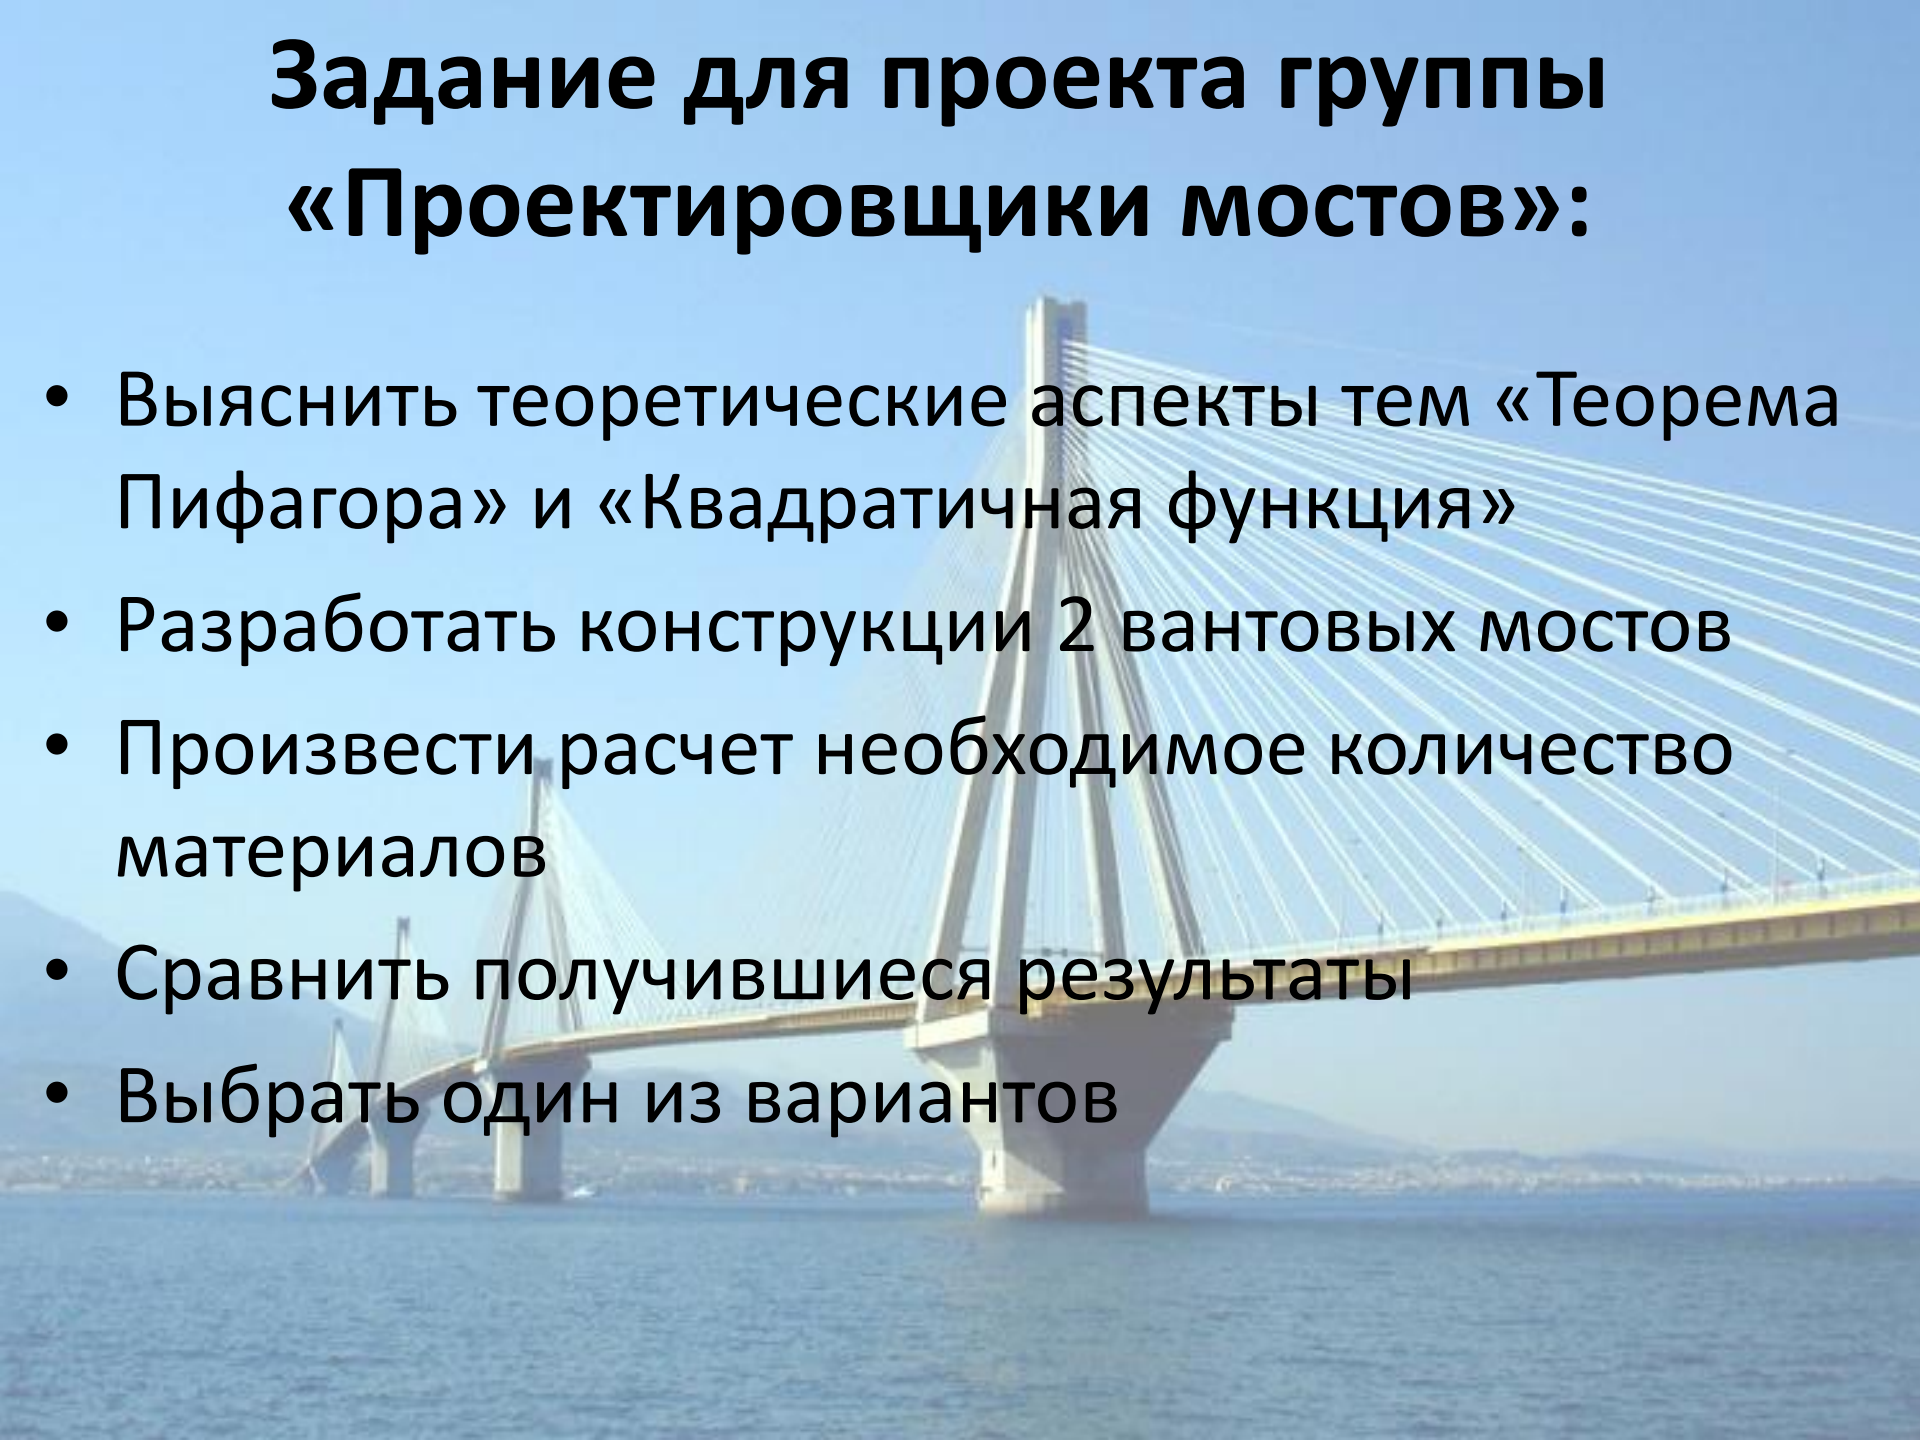 Задание для проекта группы
«Проектировщики мостов»:
• Выяснить теоретические аспекты тем «Теорема
Пифагора» и «Квадратичная функция»
• Разработать конструкции 2 вантовых мостов
• Произвести расчет необходимое количество
материалов
• Сравнить получившиеся результаты
• Выбрать один из вариантов